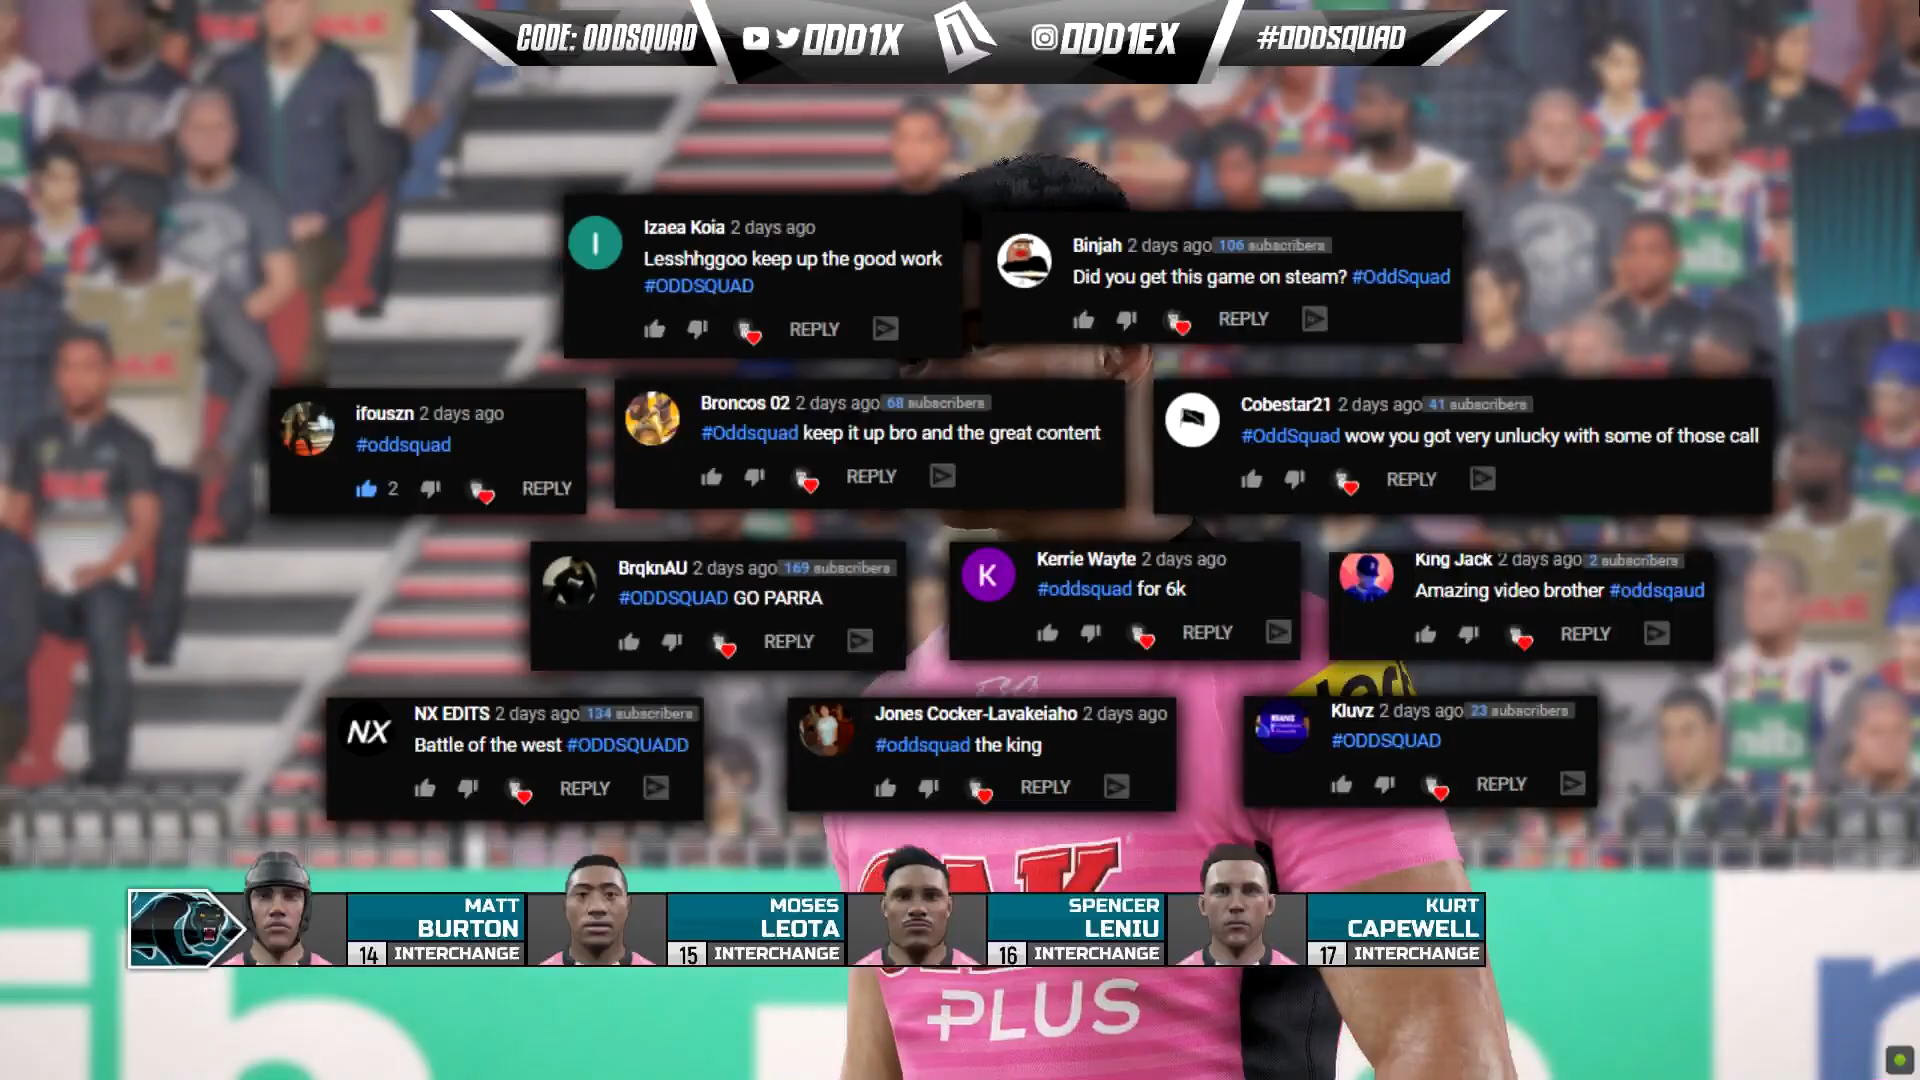 CODE: ODDSQUAD
ODD1X
ODD1EX
#ODDSQUAD
Izaea Koia 2 days ago
Lesshhggoo keep up the good work
#ODDSQUAD
REPLY
Binjah 2 days ago 106 subscribers
Did you get this game on steam? #OddSquad
REPLY
ifouszn 2 days ago
#oddsquad
2 REPLY
Broncos 02 2 days ago 68 subscribers
#Oddsquad keep it up bro and the great content
REPLY
Cobestar21 2 days ago 41 subscribers
#OddSquad wow you got very unlucky with some of those call
REPLY
BrqknAU 2 days ago 169 subscribers
#ODDSQUAD GO PARRA
REPLY
K
Kerrie Wayte 2 days ago
#oddsquad for 6k
REPLY
King Jack 2 days ago 2 subscribers
Amazing video brother #oddsqaud
REPLY
NX
NX EDITS 2 days ago 134 subscribers
Battle of the west #ODDSQUADD
REPLY
Jones Cocker-Lavakeiaho 2 days ago
#oddsquad the king
REPLY
Kluvz 2 days ago 23 subscribers
#ODDSQUAD
REPLY
MATT
BURTON
14 INTERCHANGE
MOSES
LEOTA
15 INTERCHANGE
SPENCER
LENIU
16 INTERCHANGE
KURT
CAPEWELL
17 INTERCHANGE
PLUS